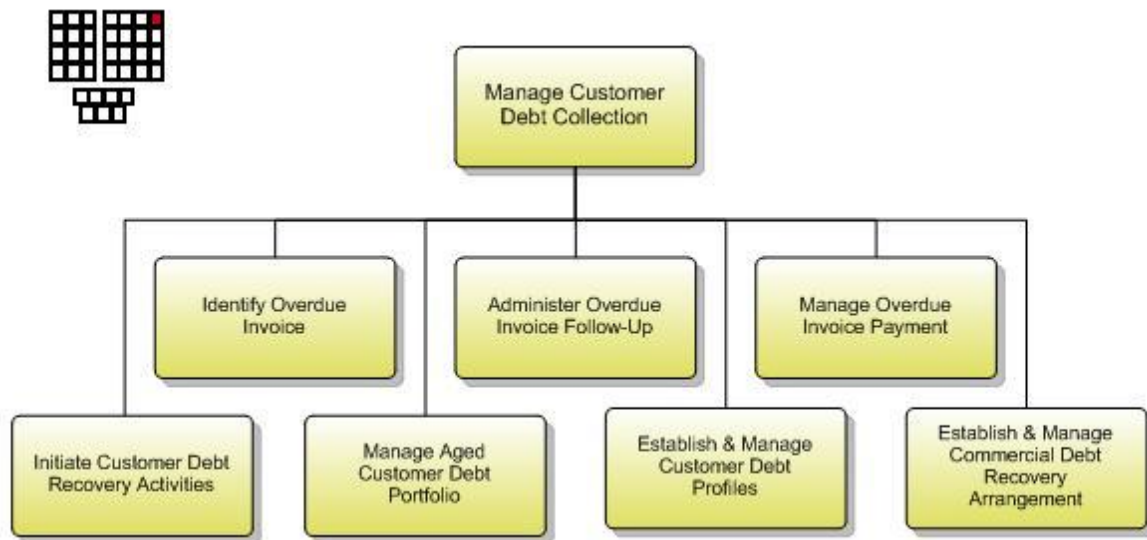 Manage Customer
Debt Collection
Identify Overdue
Invoice
Administer Overdue
Invoice Follow-Up
Manage Overdue
Invoice Payment
Initiate Customer Debt
Recovery Activities
Manage Aged
Customer Debt
Portfolio
Establish & Manage
Customer Debt
Profiles
Establish & Manage
Commercial Debt
Recovery
Arrangement